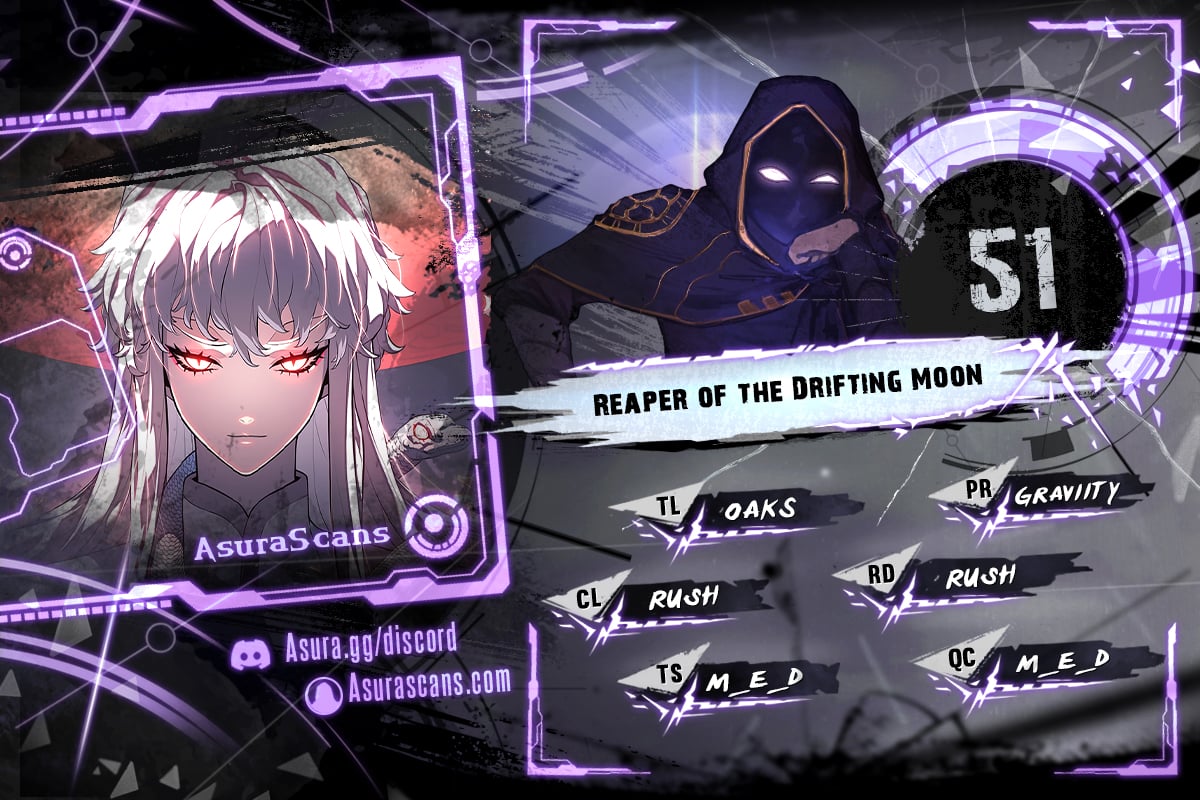 51
REAPER OF THE DRIFTING MOON
TL OAKS
PR GRAVIITY
CL RUSH
RD RUSH
TS M_E_D
QC M_E_D
AsuraScans
Asura.gg/discord
Asurascans.com